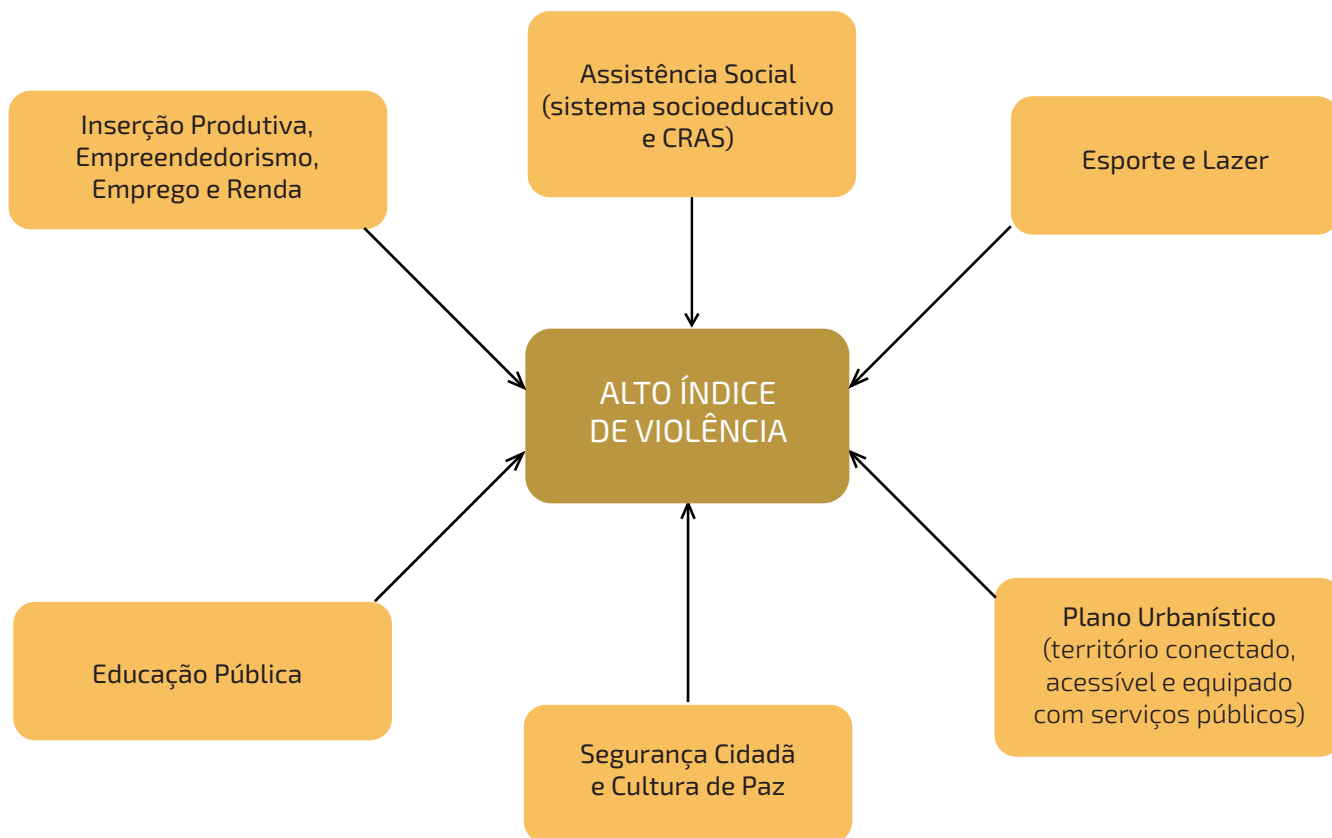 Assistência Social
(sistema socioeducativo
e CRAS)
Inserção Produtiva,
Empreendedorismo,
Emprego e Renda
Esporte e Lazer
ALTO ÍNDICE
DE VIOLÊNCIA
Educação Pública
Plano Urbanístico
(território conectado,
acessível e equipado
com serviços públicos)
Segurança Cidadã
e Cultura de Paz